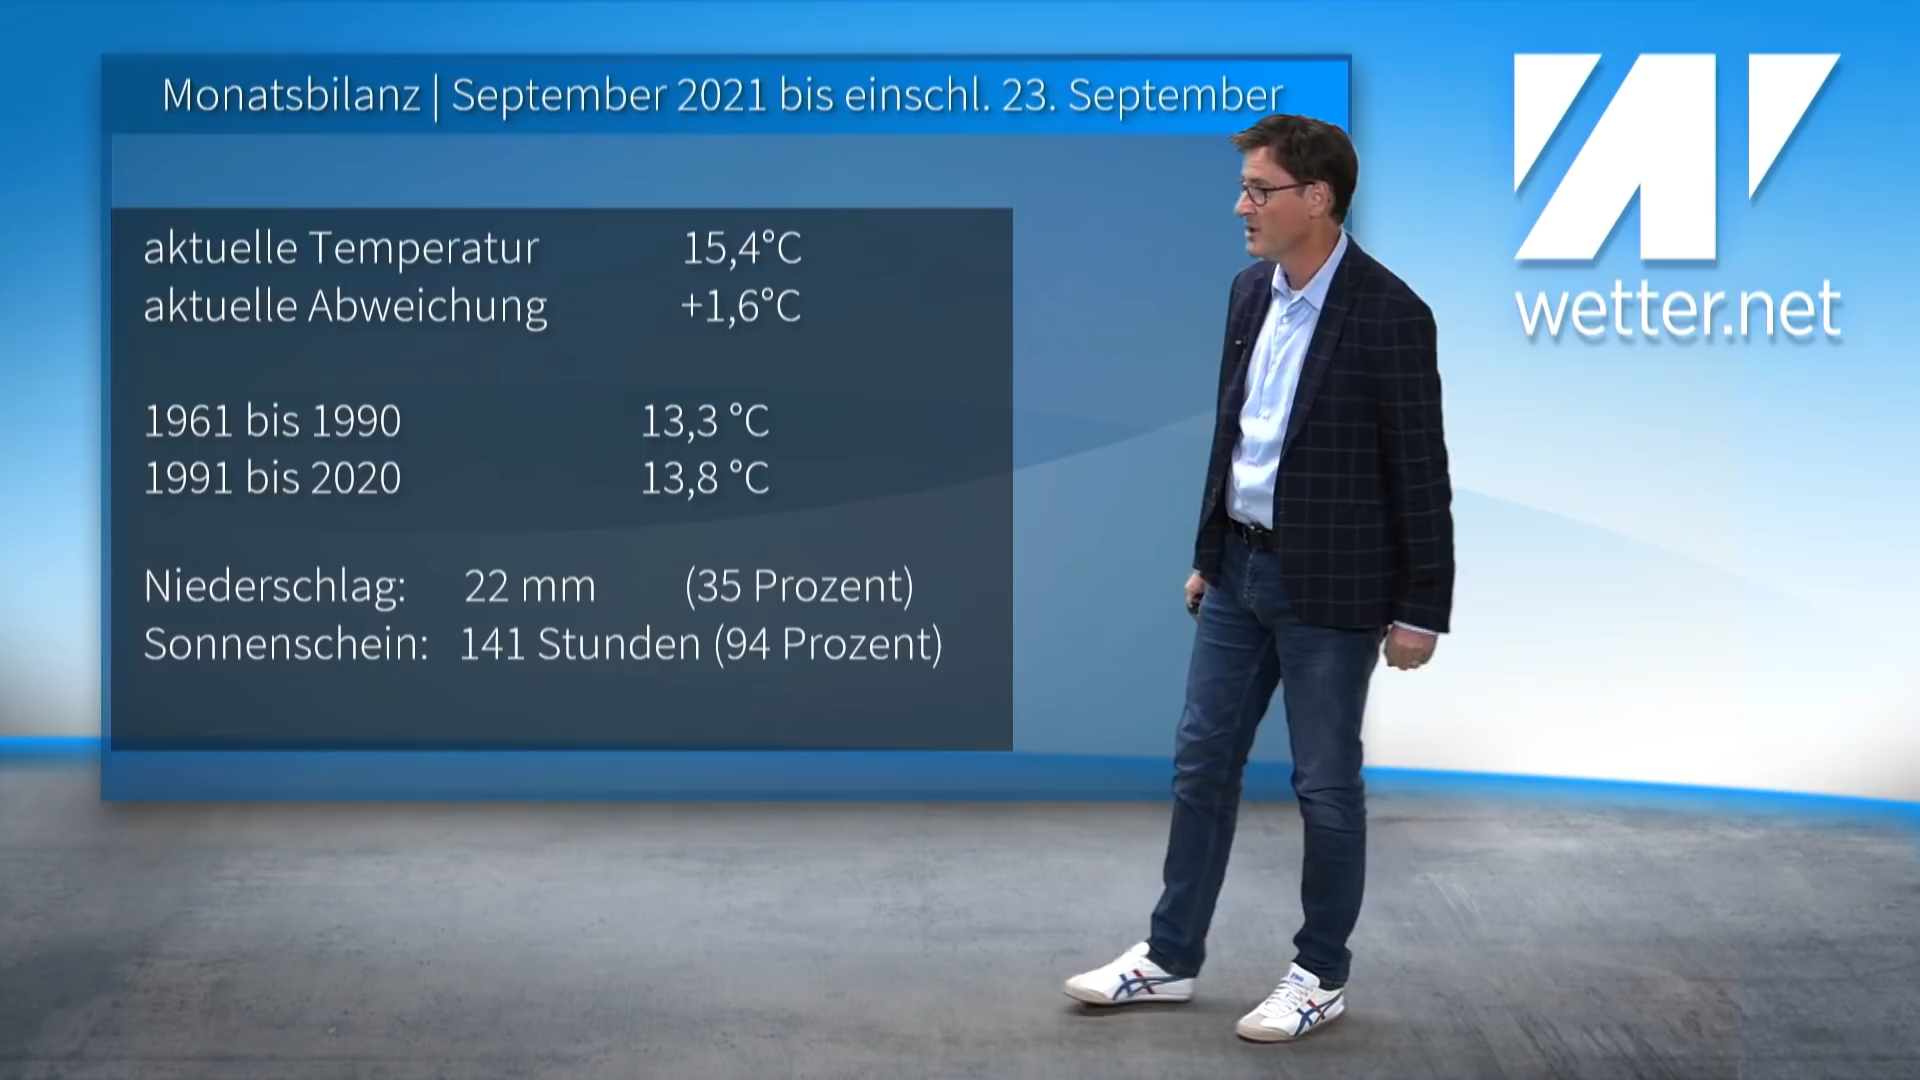 Monatsbilanz | September 2021 bis einschl. 23. September
aktuelle Temperatur 15,4°C
aktuelle Abweichung +1,6°C
1961 bis 1990 13,3 °C
1991 bis 2020 13,8 °C
Niederschlag: 22 mm (35 Prozent)
Sonnenschein: 141 Stunden (94 Prozent)
wetter.net